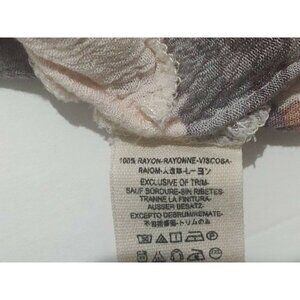 100% RAYON-RAYONNE-VISCOSA-
RAION-人造絲-レーヨン
EXCLUSIVE OF TRIM-
SAUF BORDURE-SIN RIBETES-
TRANNE LA FINITURA-
AUSSER BESATZ-
EXCEPTO DEBRUM/REMATE-